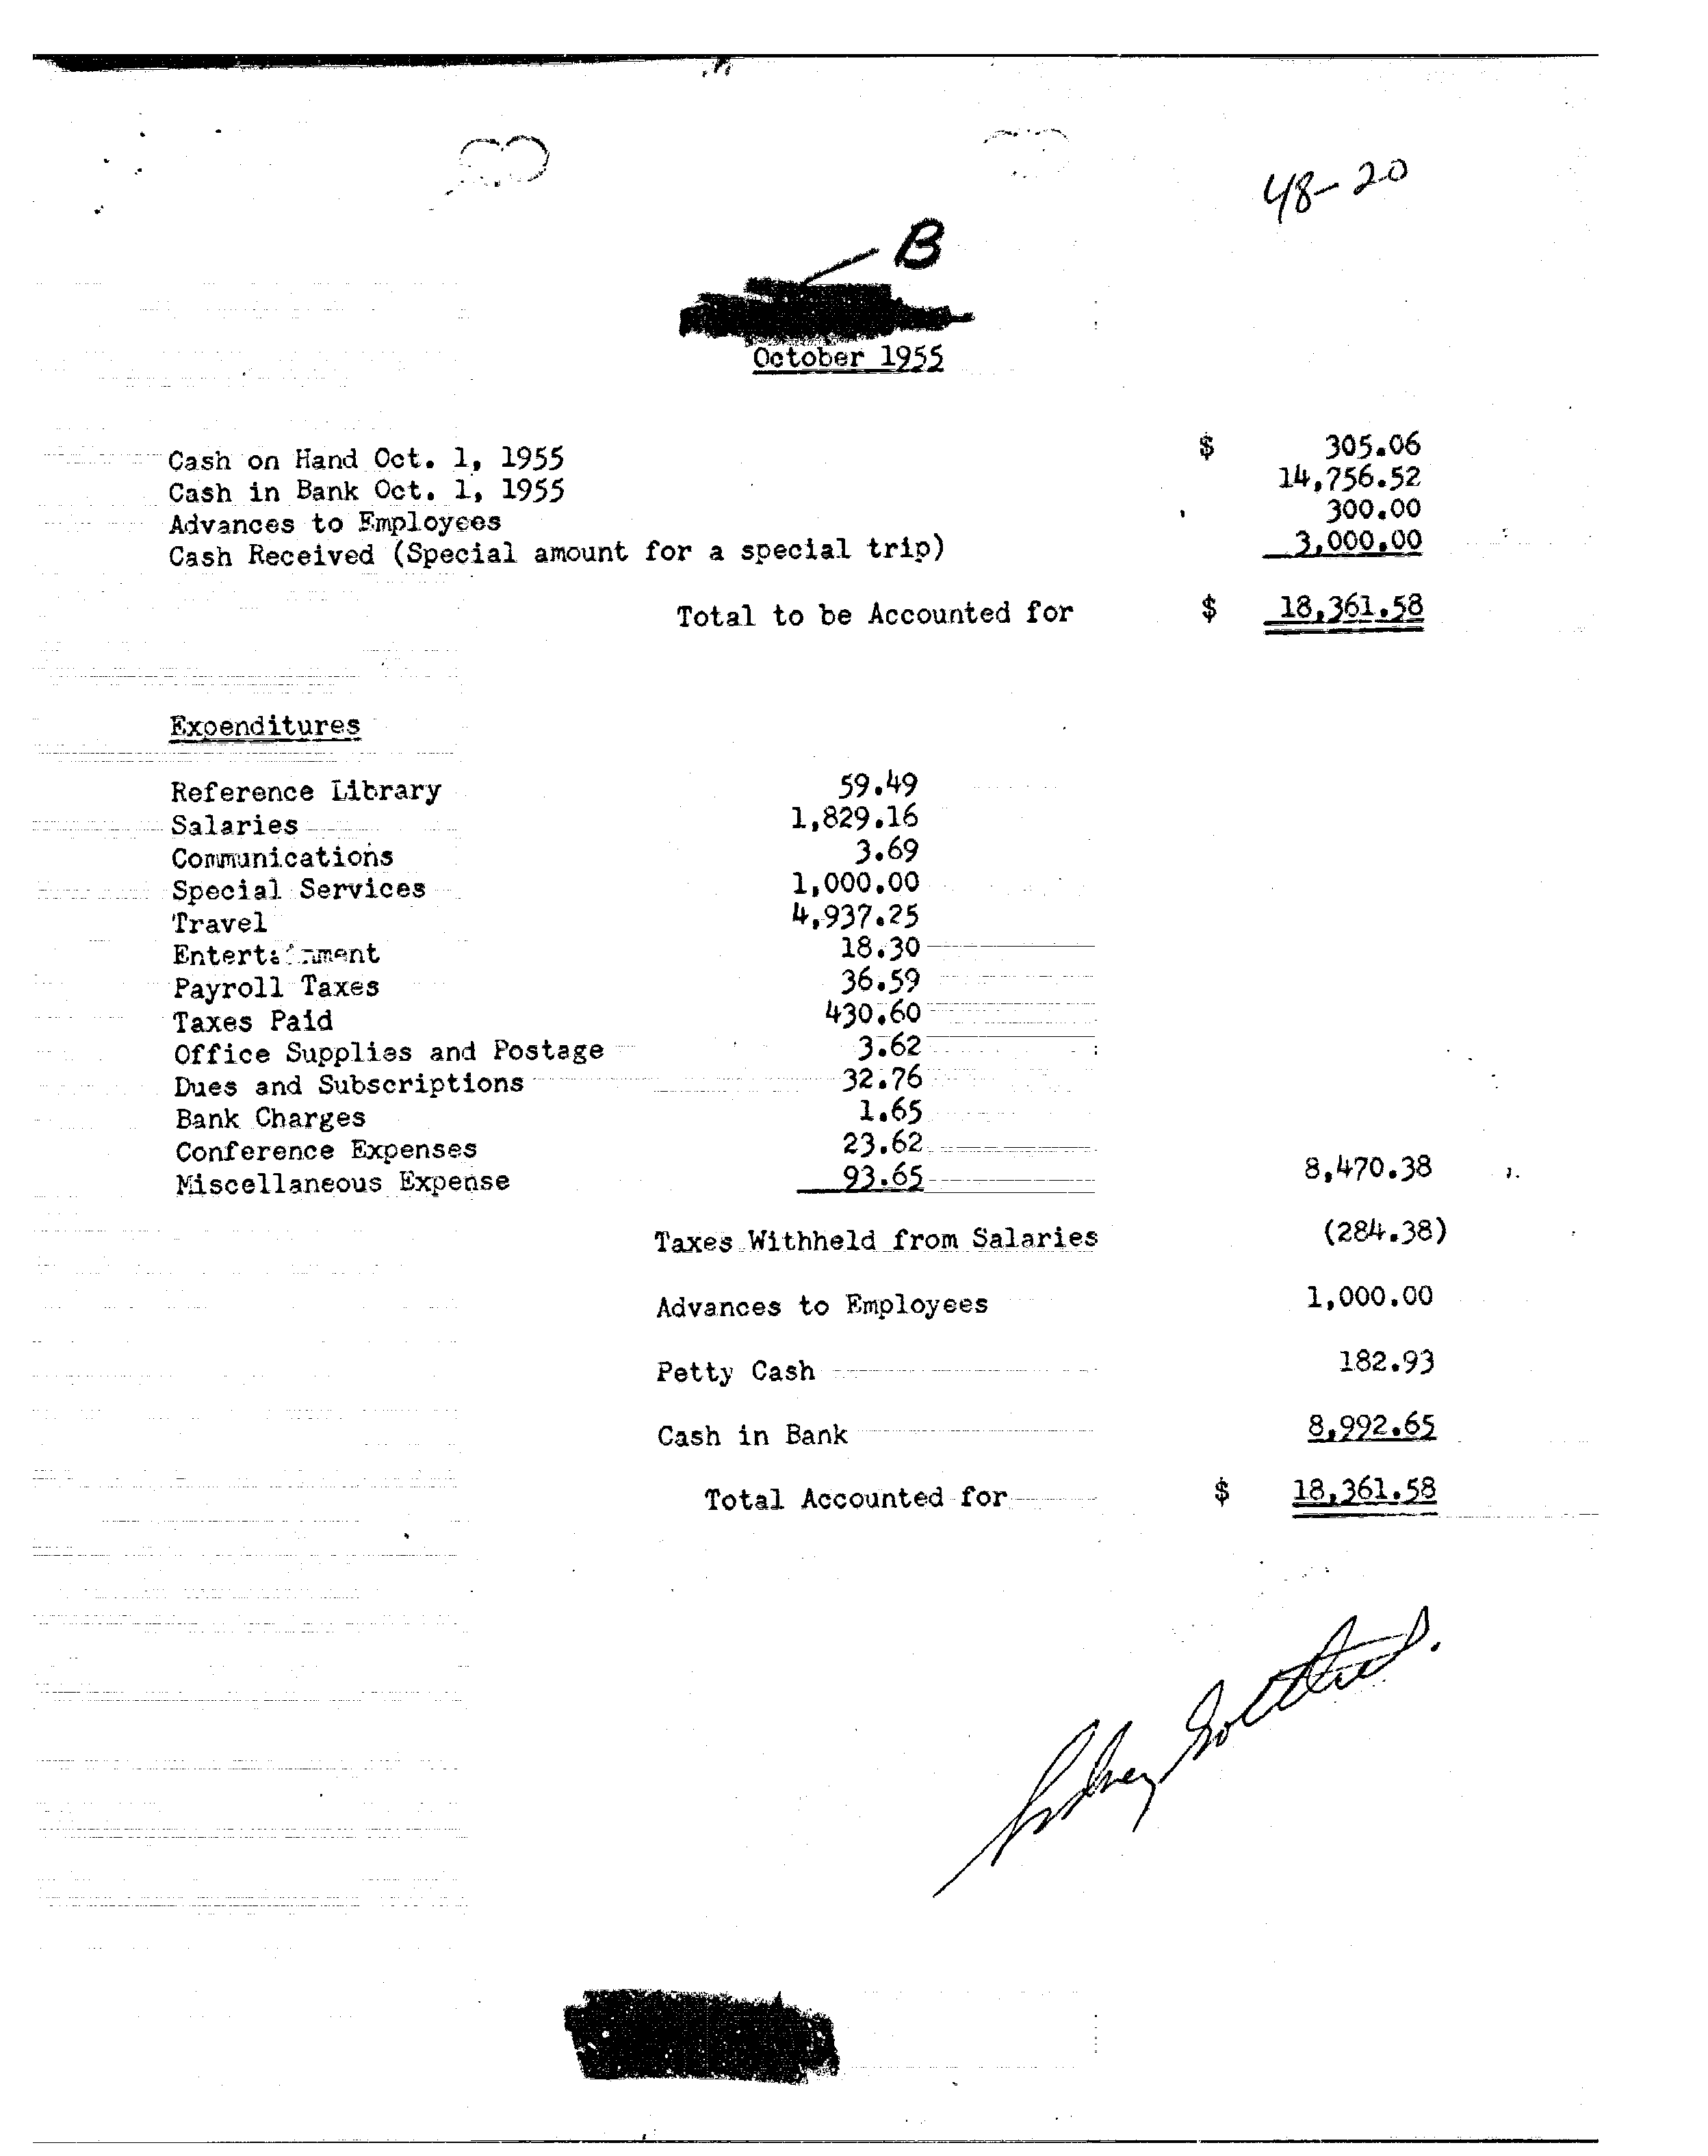 48-20
B
October 1955
Cash on Hand Oct. 1, 1955 $ 305.06
Cash in Bank Oct. 1, 1955 14,756.52
Advances to Employees 300.00
Cash Received (Special amount for a special trip) 3,000.00
Total to be Accounted for $ 18,361.58
Expenditures
Reference Library 59.49
Salaries 1,829.16
Communications 3.69
Special Services 1,000.00
Travel 4,937.25
Entertainment 18.30
Payroll Taxes 36.59
Taxes Paid 430.60
Office Supplies and Postage 3.62
Dues and Subscriptions 32.76
Bank Charges 1.65
Conference Expenses 23.62
Miscellaneous Expense 93.65 8,470.38
Taxes Withheld from Salaries (284.38)
Advances to Employees 1,000.00
Petty Cash 182.93
Cash in Bank 8,992.65
Total Accounted for $ 18,361.58
Sidney Gottlieb.